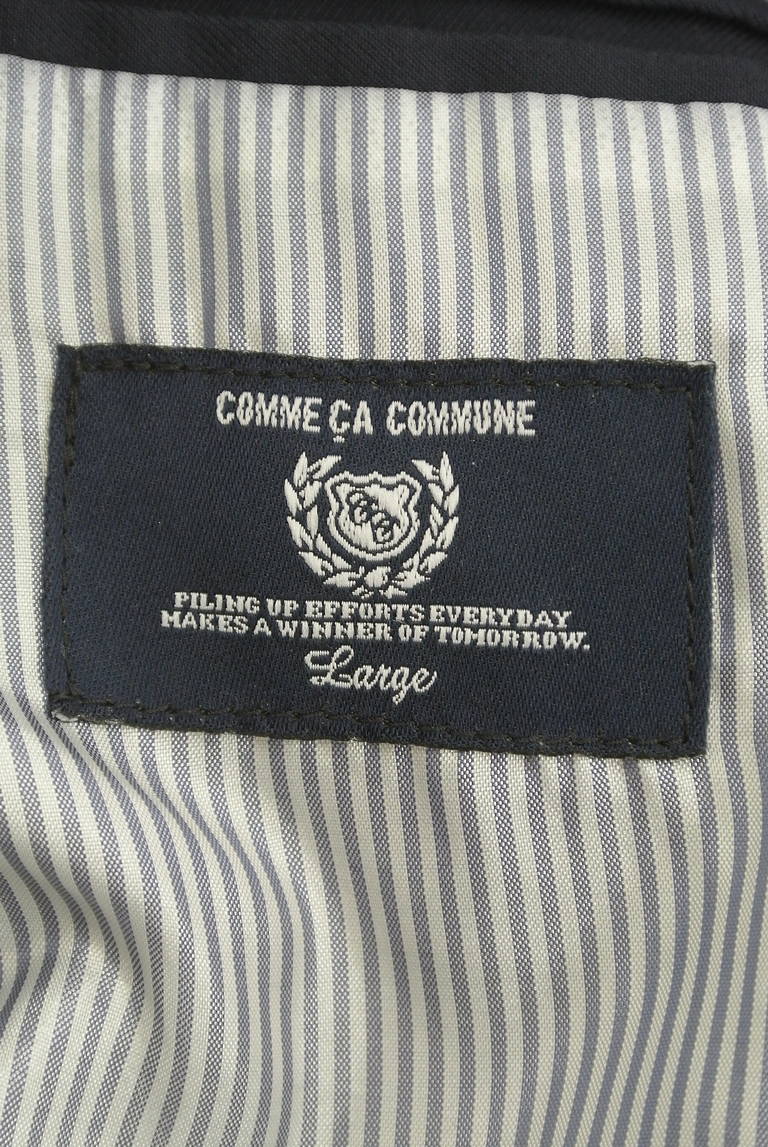 COMME ÇA COMMUNE
PILING UP EFFORTS EVERYDAY
MAKES A WINNER OF TOMORROW.
Large